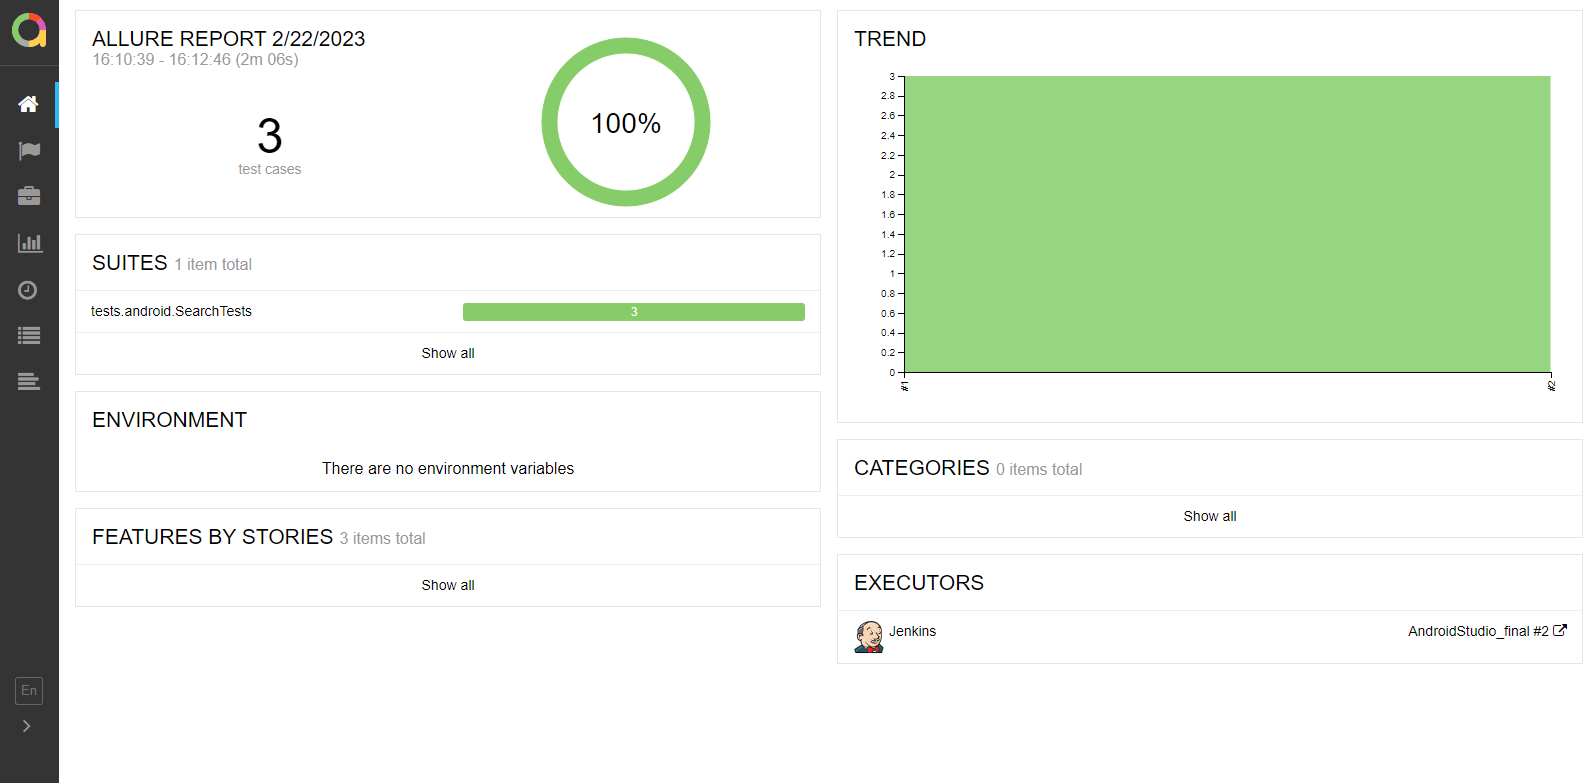 ALLURE REPORT 2/22/2023
16:10:39 - 16:12:46 (2m 06s)
3
test cases
100%
SUITES 1 item total
tests.android.SearchTests 3
Show all
ENVIRONMENT
There are no environment variables
FEATURES BY STORIES 3 items total
Show all
En
TREND
3
2.8
2.6
2.4
2.2
2
1.8
1.6
1.4
1.2
1
0.8
0.6
0.4
0.2
0
#1 #2
CATEGORIES 0 items total
Show all
EXECUTORS
Jenkins AndroidStudio_final #2